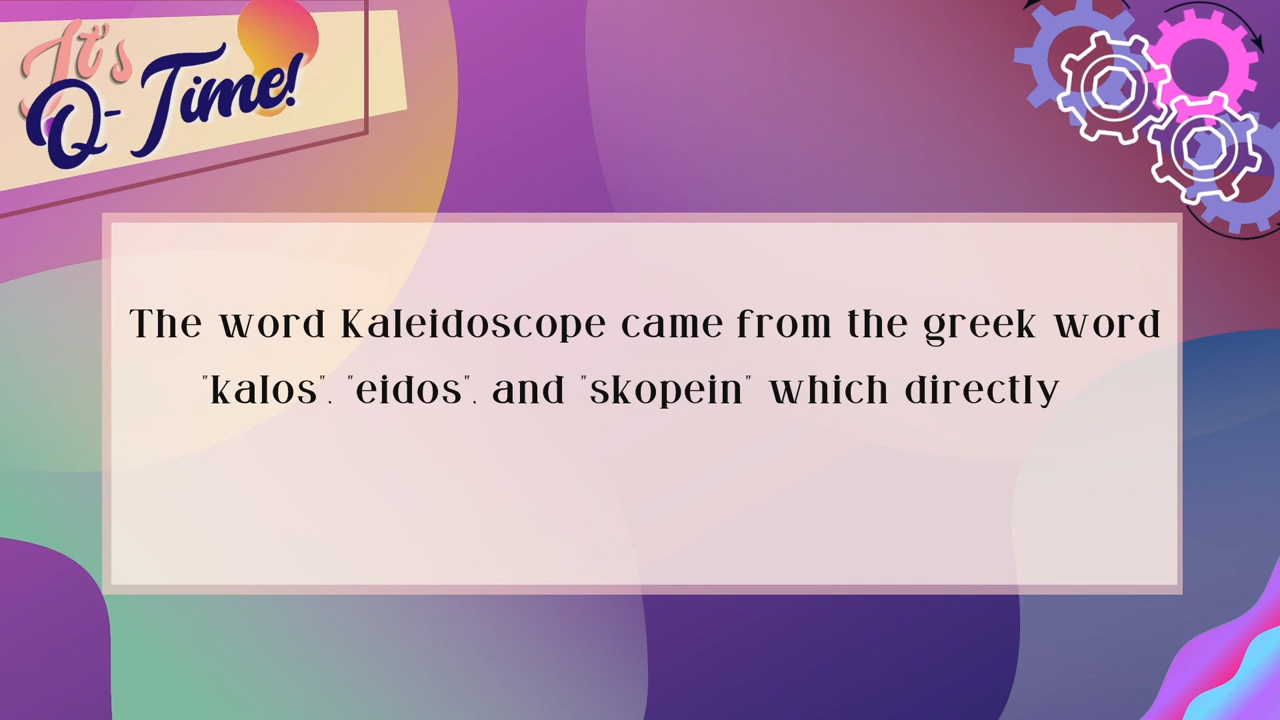 It's
Q-Time!
The word Kaleidoscope came from the greek word
"kalos", "eidos", and "skopein" which directly